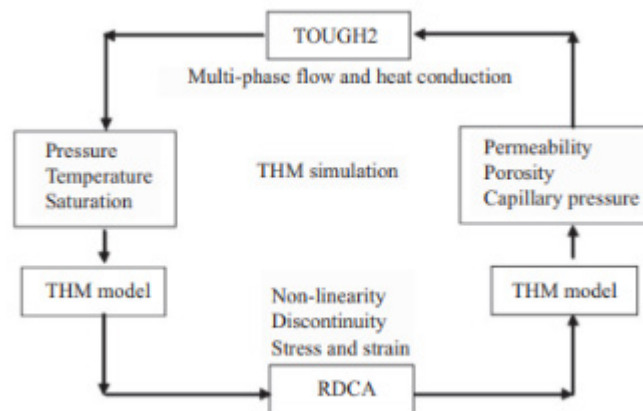 TOUGH2
Multi-phase flow and heat conduction
Pressure
Temperature
Saturation
THM simulation
Permeability
Porosity
Capillary pressure
THM model
Non-linearity
Discontinuity
Stress and strain
THM model
RDCA